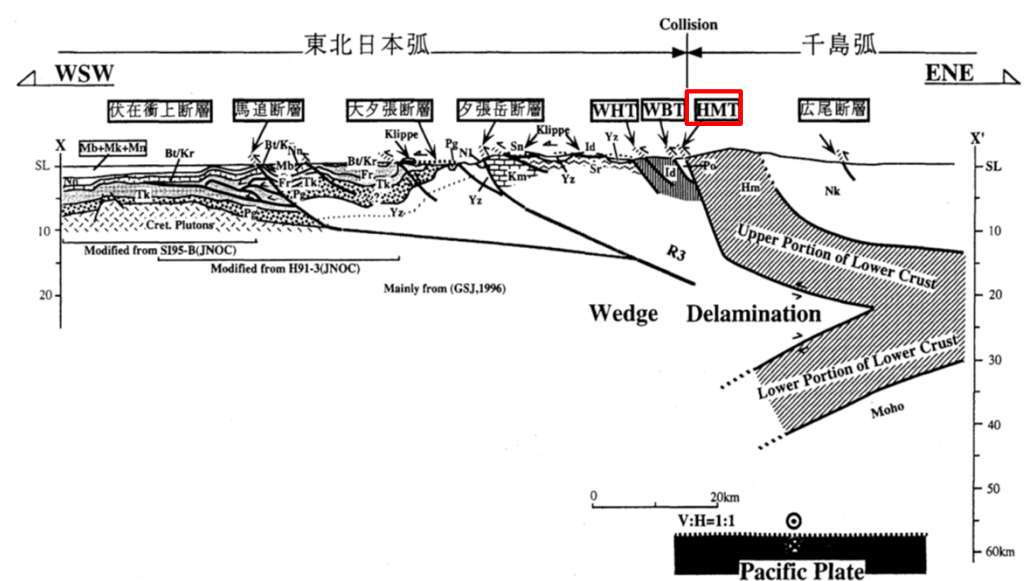 Collision
東北日本弧
千島弧
WSW
ENE
伏在衝上断層
馬追断層
大夕張断層
夕張岳断層
WHT
WBT
HMT
広尾断層
X
X'
Mb+Mk+Mn
Bt/Kr
Bt/K
Nn
Mb
Bt/Kr
Klippe
Pg
N1
Sn
Klippe
Id
Yz
SL
SL
Fr
Tk
Fr
Tk
Km
Yz
Sr
Id
Po
Tk
Pg
Pg
?
Yz
Yz
Hm
Nk
Cret. Plutons
10
10
Modified from SI95-B(JNOC)
Modified from H91-3(JNOC)
R3
Upper Portion of Lower Crust
Mainly from (GSJ,1996)
20
20
Wedge Delamination
30
Lower Portion of Lower Crust
Moho
40
0
20km
50
V:H=1:1
60km
Pacific Plate